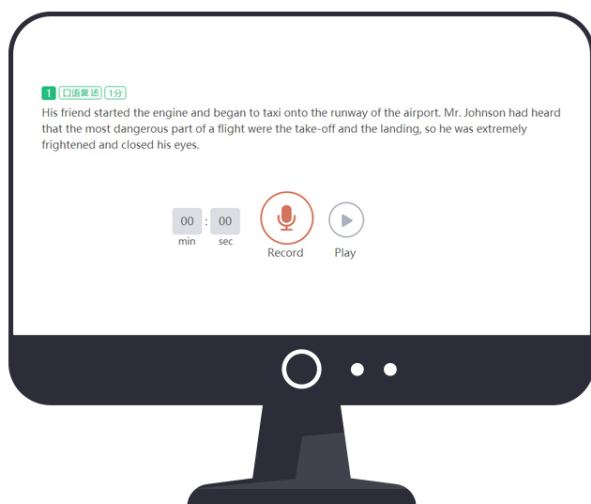 1 口语复述 1分
His friend started the engine and began to taxi onto the runway of the airport. Mr. Johnson had heard
that the most dangerous part of a flight were the take-off and the landing, so he was extremely
frightened and closed his eyes.
00 : 00
min sec
Record Play